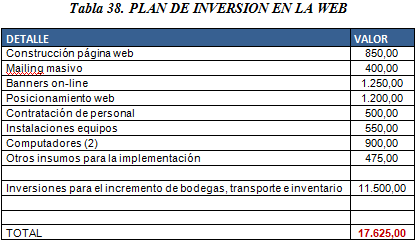 Tabla 38. PLAN DE INVERSION EN LA WEB
DETALLE VALOR
Construcción página web 850,00
Mailing masivo 400,00
Banners on-line 1.250,00
Posicionamiento web 1.200,00
Contratación de personal 500,00
Instalaciones equipos 550,00
Computadores (2) 900,00
Otros insumos para la implementación 475,00
Inversiones para el incremento de bodegas, transporte e inventario 11.500,00
TOTAL 17.625,00